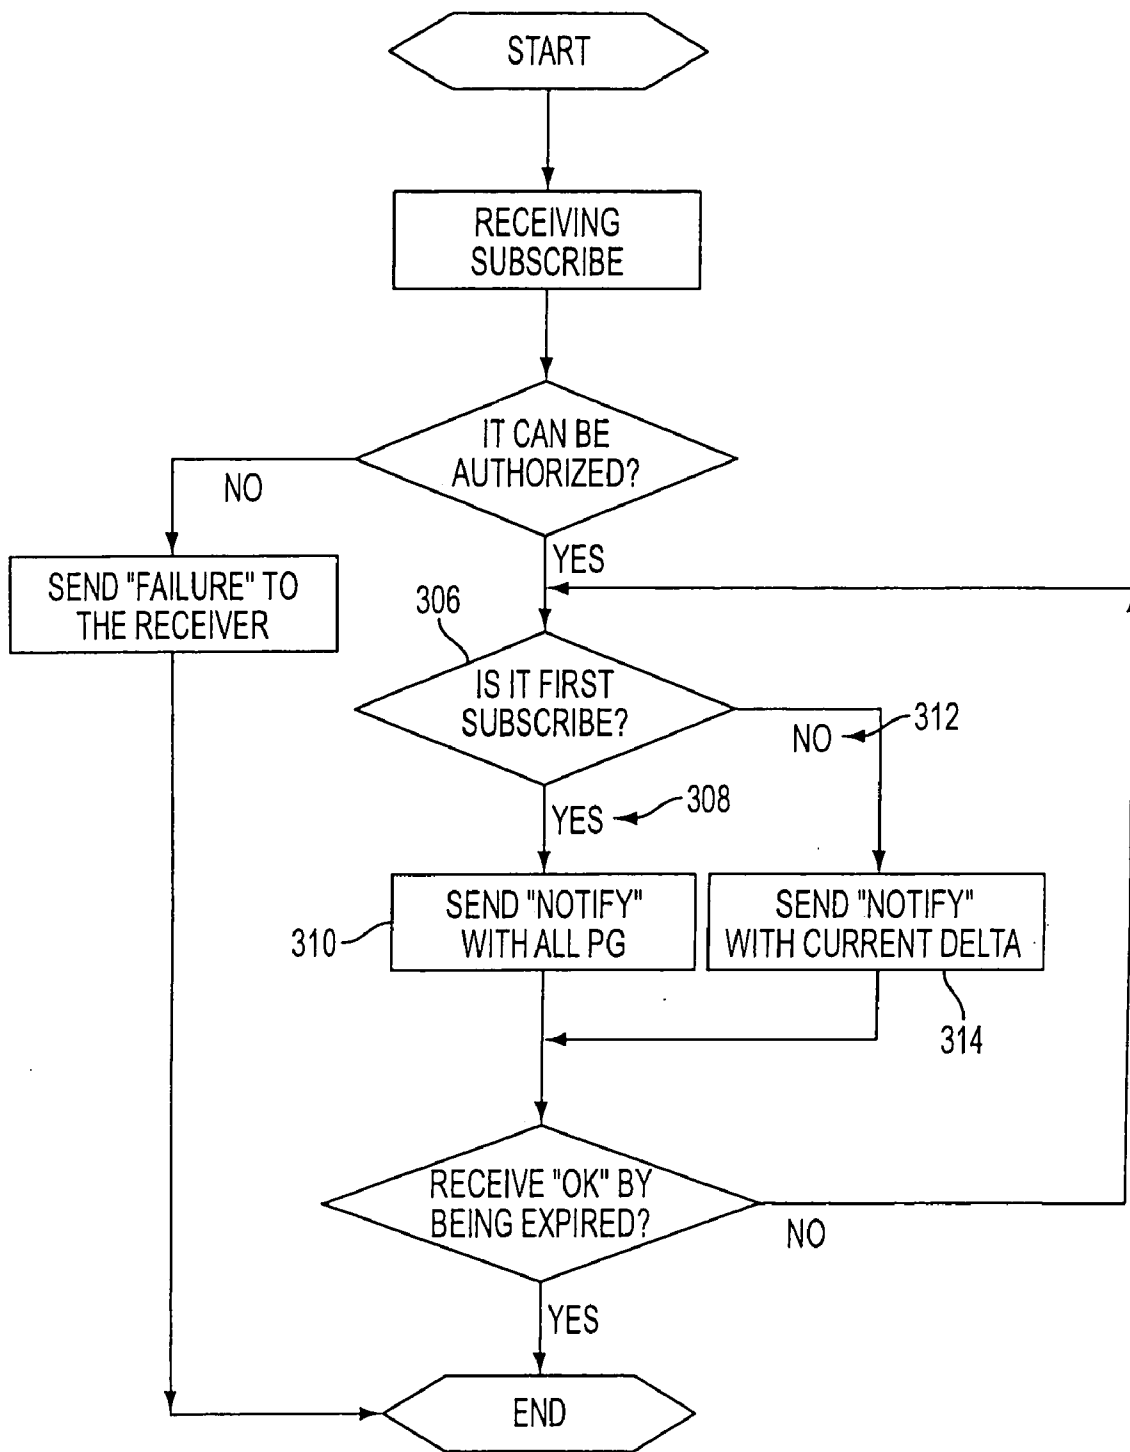 START
RECEIVING
SUBSCRIBE
IT CAN BE
AUTHORIZED?
NO
YES
SEND "FAILURE" TO
THE RECEIVER
306
IS IT FIRST
SUBSCRIBE?
NO
312
YES
308
310
SEND "NOTIFY"
WITH ALL PG
SEND "NOTIFY"
WITH CURRENT DELTA
314
RECEIVE "OK" BY
BEING EXPIRED?
NO
YES
END